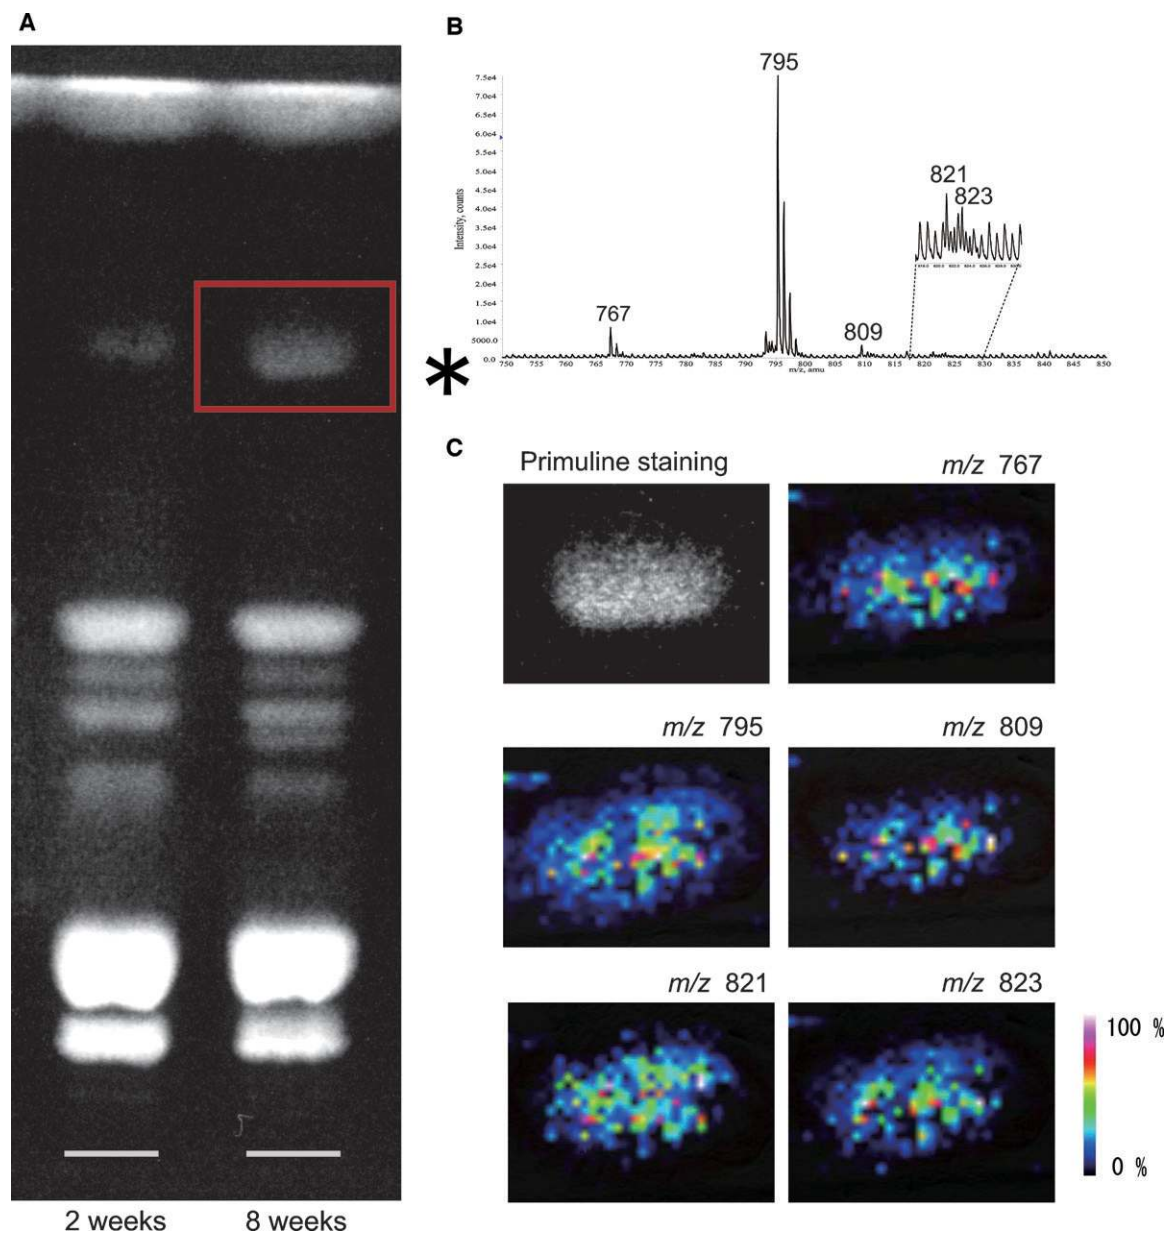 A
2 weeks
8 weeks
B
795
7.5e4
7.0e4
6.5e4
6.0e4
5.5e4
5.0e4
4.5e4
4.0e4
3.5e4
3.0e4
2.5e4
2.0e4
1.5e4
1.0e4
5000.0
0.0
Intensity, counts
767
809
821
823
750 755 760 765 770 775 780 785 790 795 800 805 810 815 820 825 830 835 840 845 850
m/z, amu
*
C
Primuline staining
m/z 767
m/z 795
m/z 809
m/z 821
m/z 823
100 %
0 %